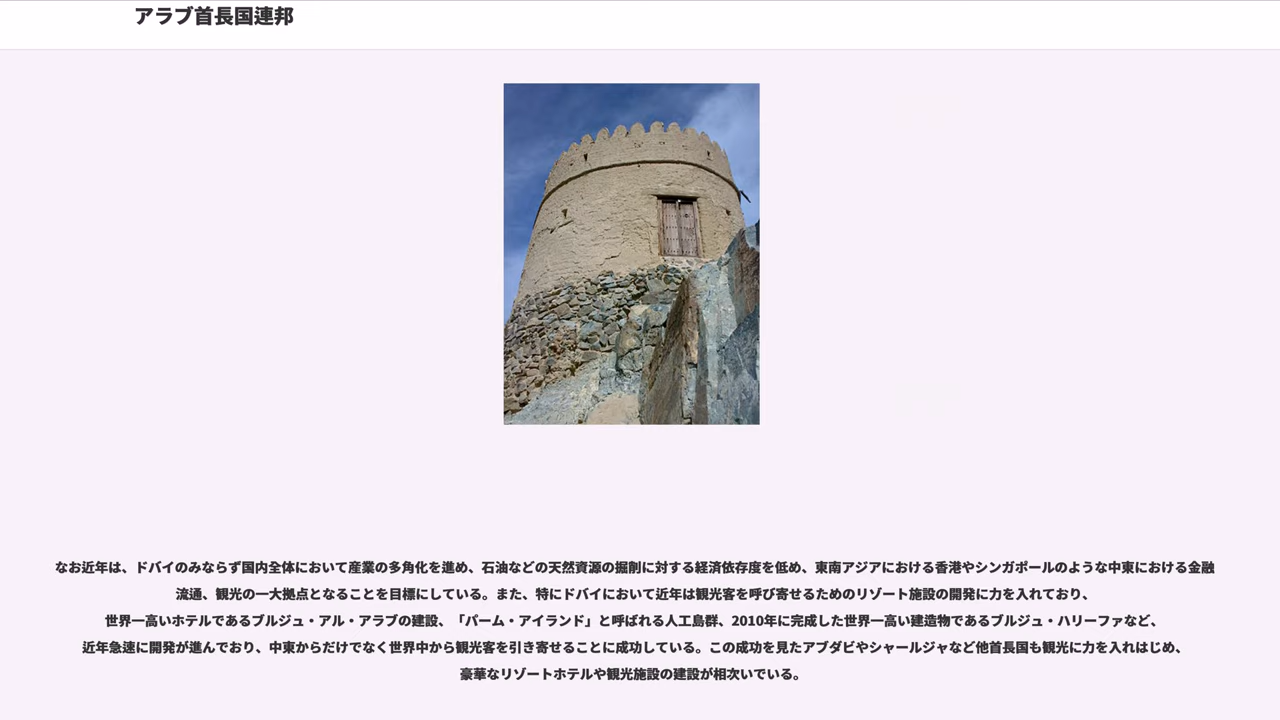 アラブ首長国連邦
なお近年は、ドバイのみならず国内全体において産業の多角化を進め、石油などの天然資源の掘削に対する経済依存度を低め、東南アジアにおける香港やシンガポールのような中東における金融
流通、観光の一大拠点となることを目標にしている。また、特にドバイにおいて近年は観光客を呼び寄せるためのリゾート施設の開発に力を入れており、
世界一高いホテルであるブルジュ・アル・アラブの建設、「パーム・アイランド」と呼ばれる人工島群、2010年に完成した世界一高い建造物であるブルジュ・ハリーファなど、
近年急速に開発が進んでおり、中東からだけでなく世界中から観光客を引き寄せることに成功している。この成功を見たアブダビやシャールジャなど他首長国も観光に力を入れはじめ、
豪華なリゾートホテルや観光施設の建設が相次いでいる。